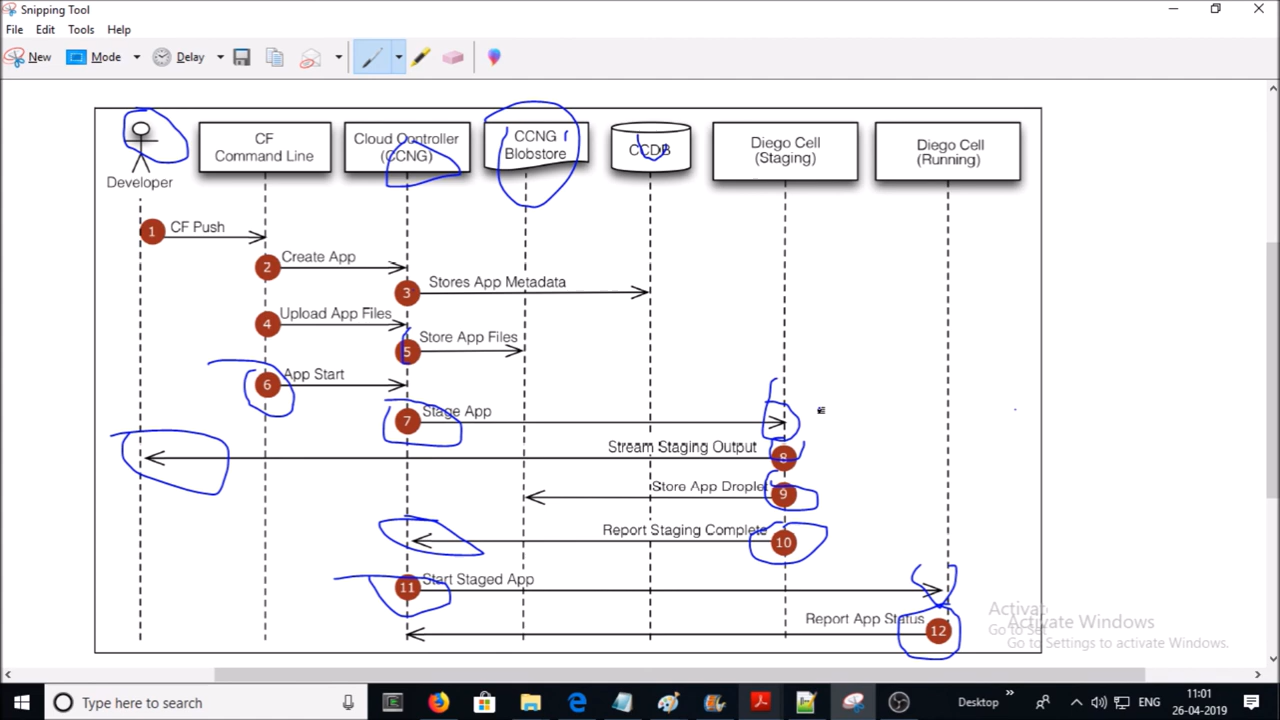 Snipping Tool
File Edit Tools Help
New Mode Delay
CF
Command Line
Cloud Controller
(CCNG)
CCNG
Blobstore
CCDB
Diego Cell
(Staging)
Diego Cell
(Running)
Developer
1 CF Push
2 Create App
3 Stores App Metadata
4 Upload App Files
5 Store App Files
6 App Start
7 Stage App
Stream Staging Output 8
Store App Droplet 9
Report Staging Complete 10
11 Start Staged App
Report App Status 12
Activate Windows
Go to Settings to activate Windows.
Type here to search
Desktop
ENG
11:01
26-04-2019